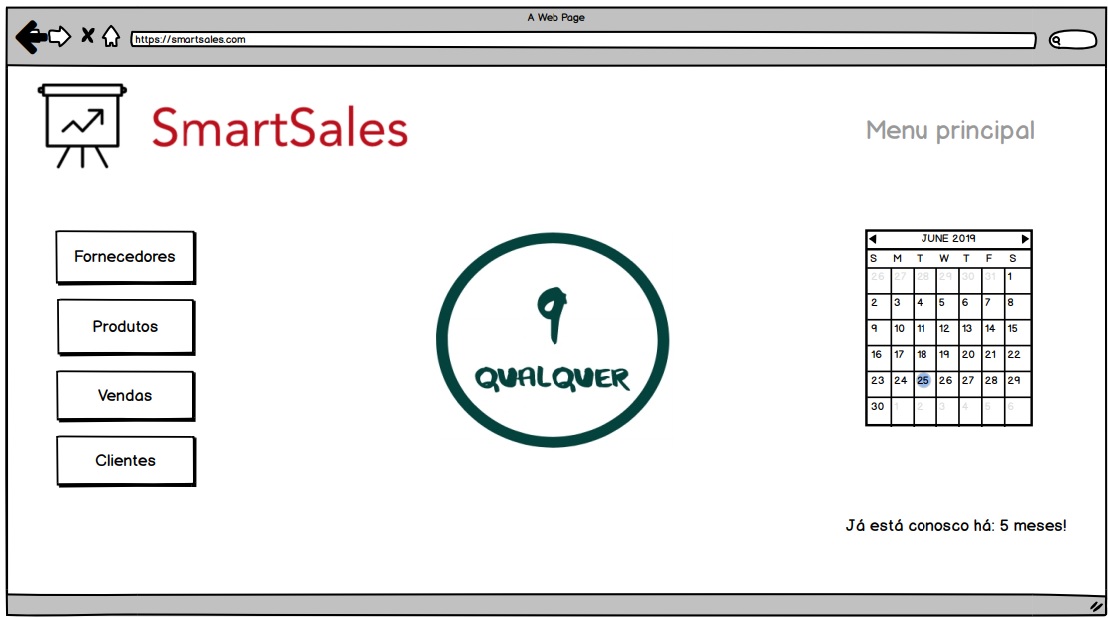 A Web Page
https://smartsales.com
SmartSales
Menu principal
Fornecedores
Produtos
Vendas
Clientes
9
QUALQUER
JUNE 2019
S M T W T F S
26 27 28 29 30 31 1
2 3 4 5 6 7 8
9 10 11 12 13 14 15
16 17 18 19 20 21 22
23 24 25 26 27 28 29
30 1 2 3 4 5 6
Já está conosco há: 5 meses!